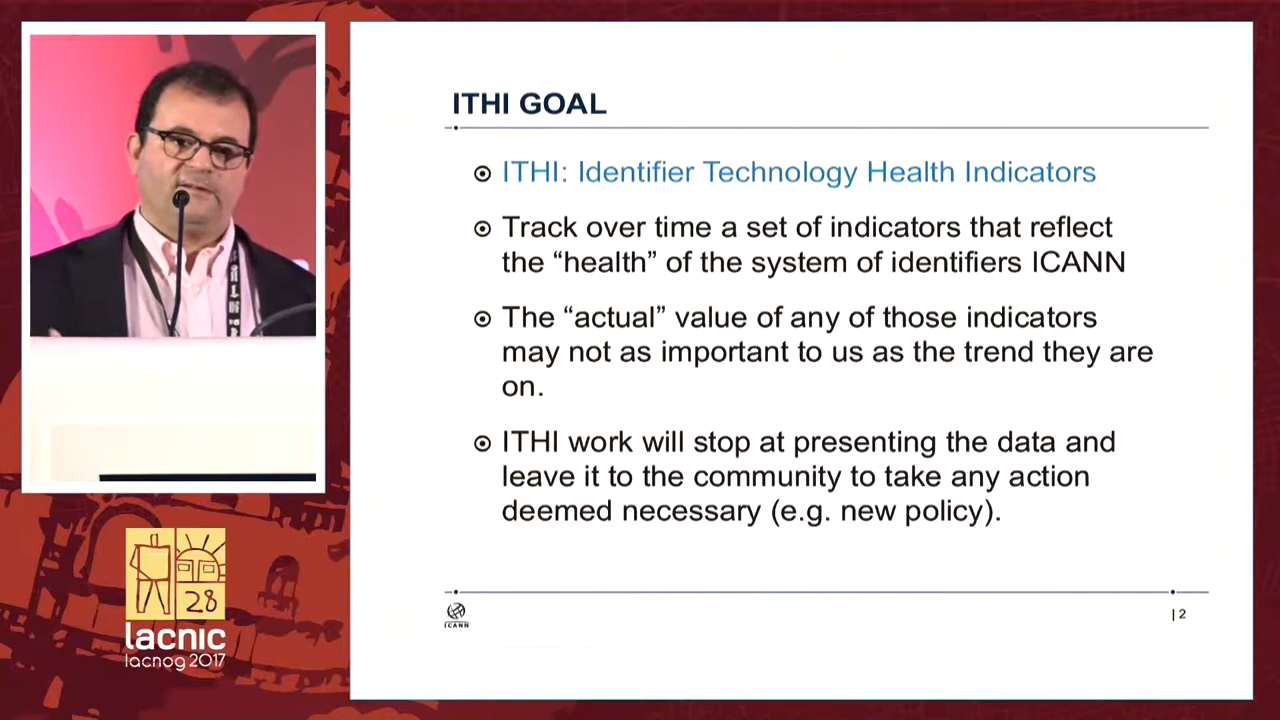 ITHI GOAL
ITHI: Identifier Technology Health Indicators
Track over time a set of indicators that reflect
the “health” of the system of identifiers ICANN
The “actual” value of any of those indicators
may not as important to us as the trend they are
on.
ITHI work will stop at presenting the data and
leave it to the community to take any action
deemed necessary (e.g. new policy).
ICANN
| 2
28
lacnic
lacnog 2017